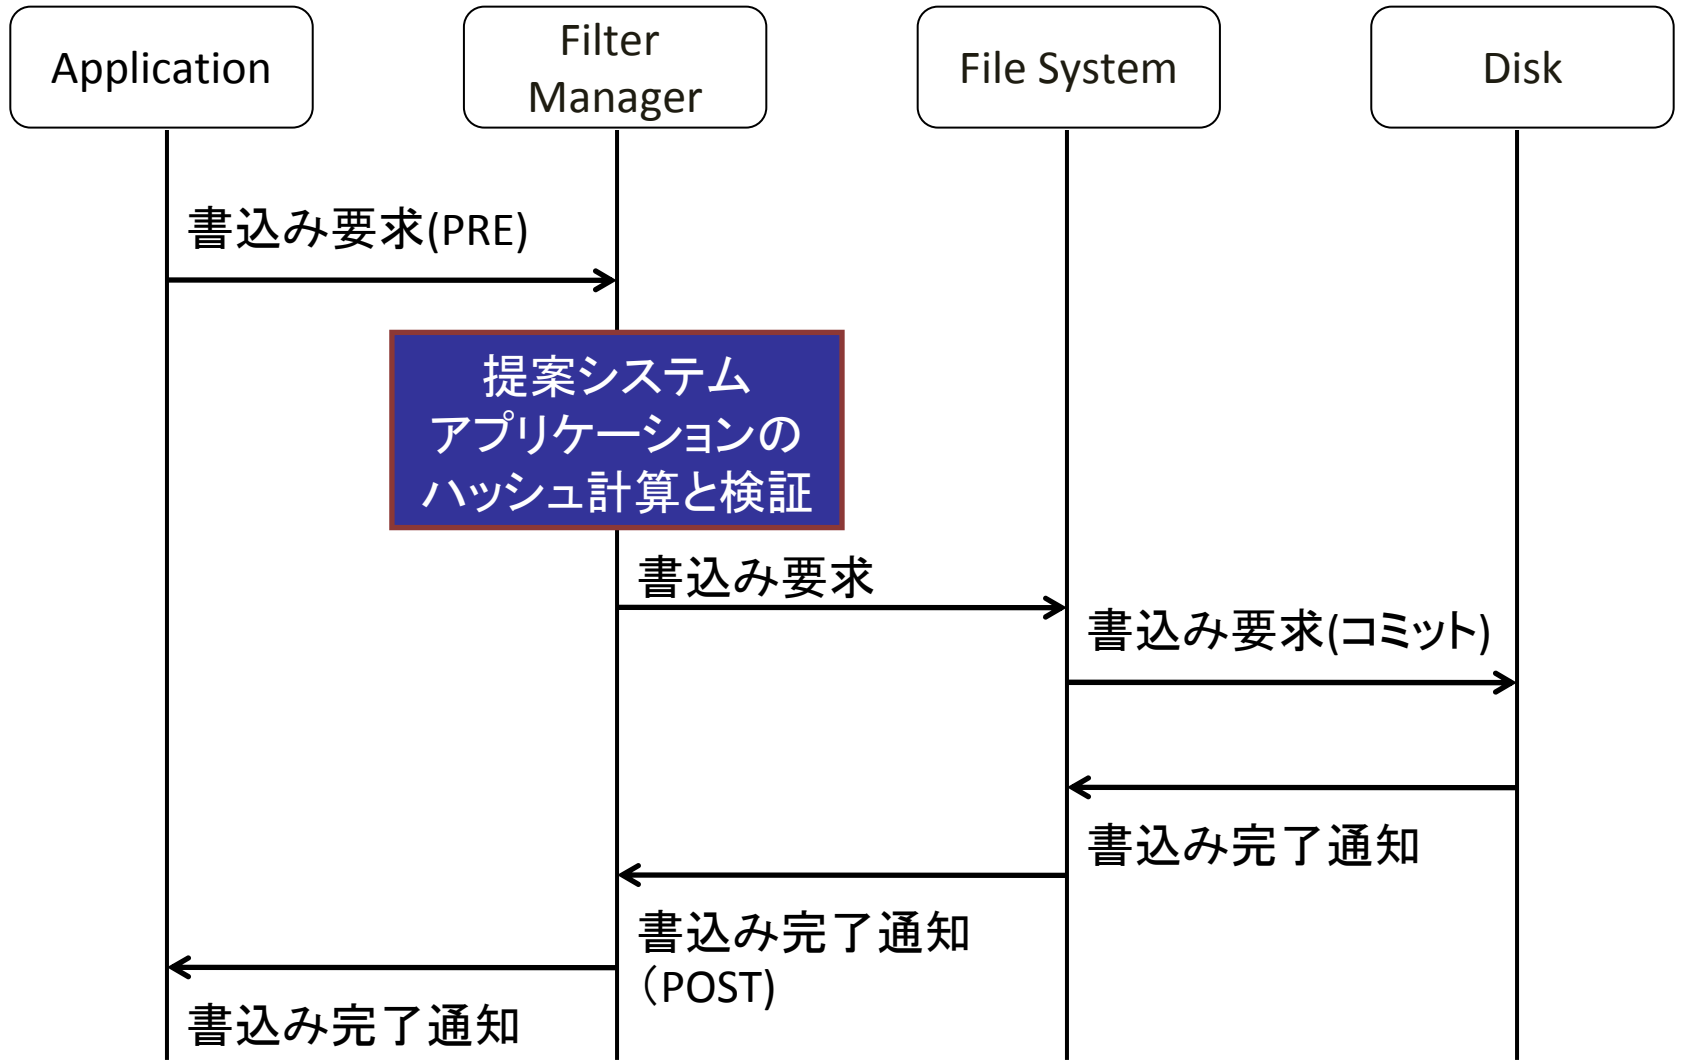 Application
Filter
Manager
File System
Disk
書込み要求(PRE)
提案システム
アプリケーションの
ハッシュ計算と検証
書込み要求
書込み要求(コミット)
書込み完了通知
書込み完了通知
（POST)
書込み完了通知